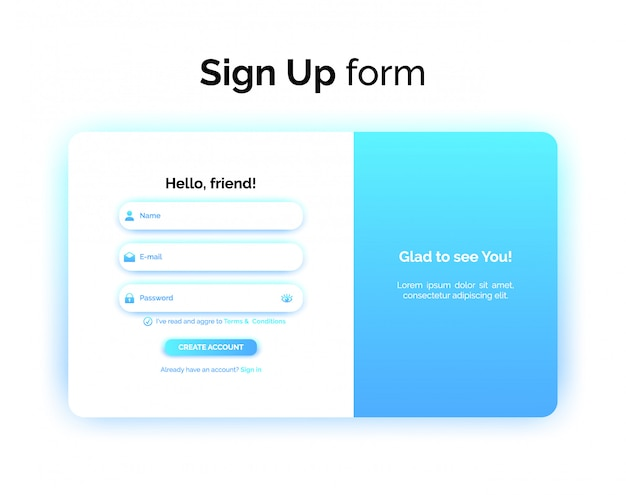 Sign Up form
Hello, friend!
Name
E-mail
Password
I've read and aggre to Terms & Conditions
CREATE ACCOUNT
Already have an account? Sign in
Glad to see You!
Lorem ipsum dolor sit amet,
consectetur adipiscing elit.